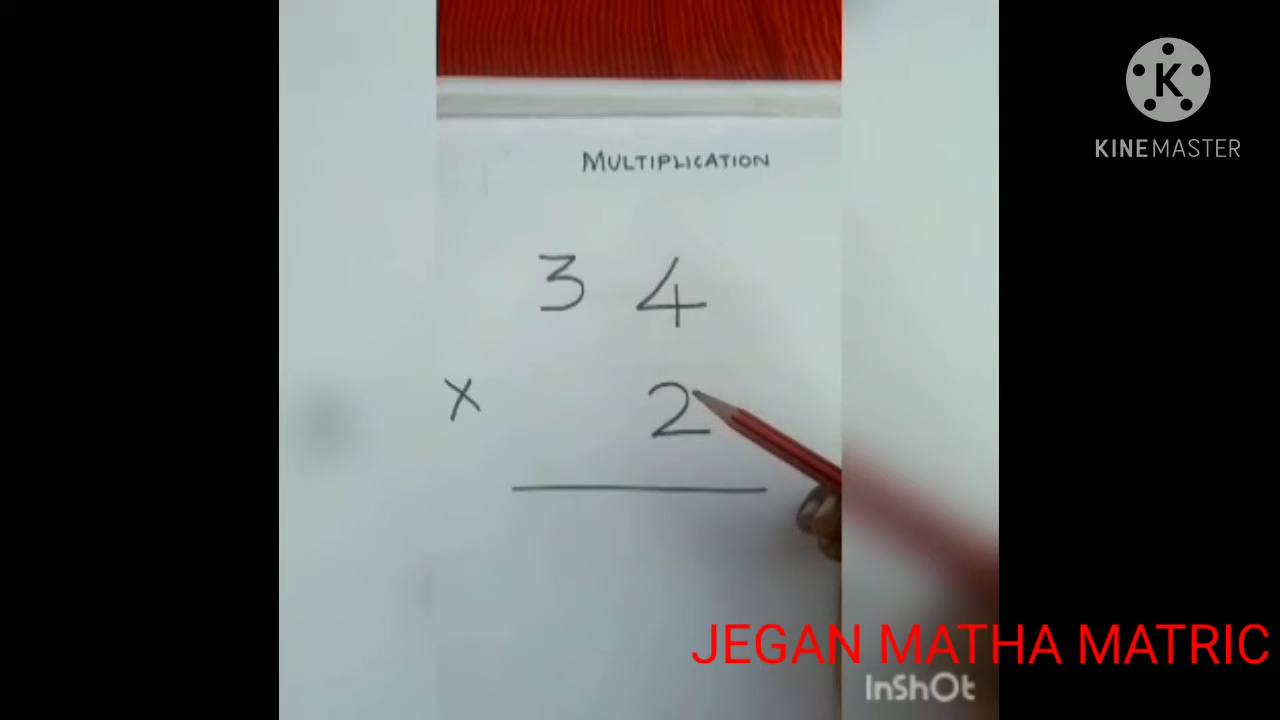 KINEMASTER
MULTIPLICATION
3 4
x 2
JEGAN MATHA MATRIC
InShOt